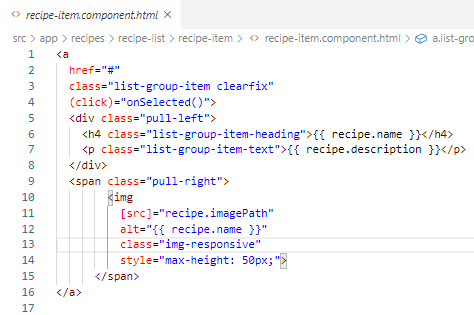 recipe-item.component.html ×
src > app > recipes > recipe-list > recipe-item > <> recipe-item.component.html > a.list-group
1 <a
2   href="#"
3   class="list-group-item clearfix"
4   (click)="onSelected()">
5   <div class="pull-left">
6     <h4 class="list-group-item-heading">{{ recipe.name }}</h4>
7     <p class="list-group-item-text">{{ recipe.description }}</p>
8   </div>
9   <span class="pull-right">
10         <img
11           [src]="recipe.imagePath"
12           alt="{{ recipe.name }}"
13           class="img-responsive"
14           style="max-height: 50px;">
15       </span>
16 </a>
17